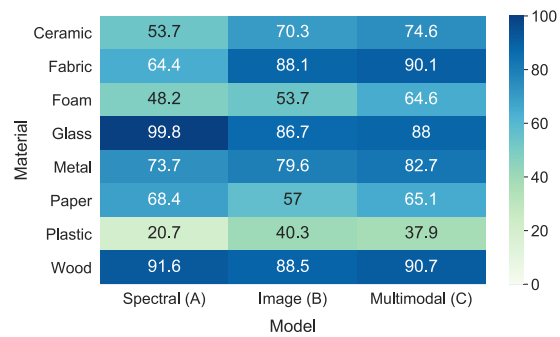 Material
Ceramic 53.7 70.3 74.6
Fabric 64.4 88.1 90.1
Foam 48.2 53.7 64.6
Glass 99.8 86.7 88
Metal 73.7 79.6 82.7
Paper 68.4 57 65.1
Plastic 20.7 40.3 37.9
Wood 91.6 88.5 90.7
Spectral (A) Image (B) Multimodal (C)
Model
100
80
60
40
20
0